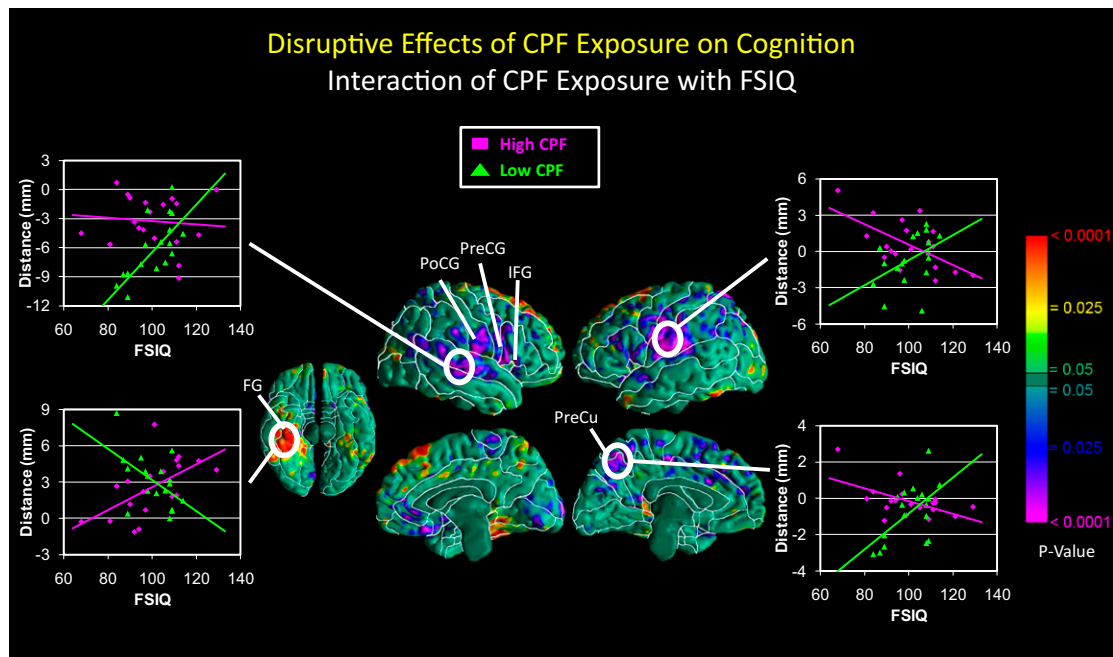 Disruptive Effects of CPF Exposure on Cognition
Interaction of CPF Exposure with FSIQ
High CPF
Low CPF
3
0
-3
-6
-9
-12
Distance (mm)
60 80 100 120 140
FSIQ
6
3
0
-3
-6
Distance (mm)
60 80 100 120 140
FSIQ
PoCG
PreCG
IFG
FG
PreCu
9
6
3
0
-3
Distance (mm)
60 80 100 120 140
FSIQ
4
2
0
-2
-4
Distance (mm)
60 80 100 120 140
FSIQ
< 0.0001
= 0.025
= 0.05
= 0.05
= 0.025
< 0.0001
P-Value